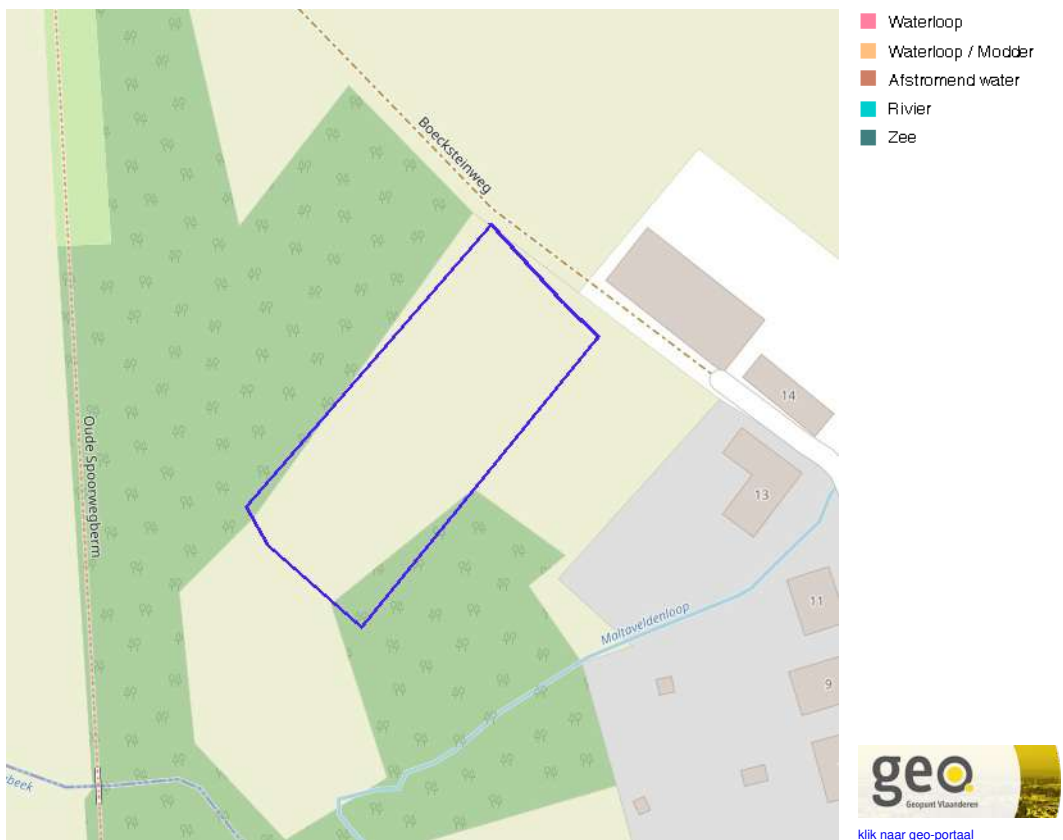 Waterloop
Waterloop / Modder
Afstromend water
Rivier
Zee
Boecksteinweg
Oude Spoorwegberm
14
13
Maltaveldenloop
11
9
beek
geo
Geopunt Vlaanderen
klik naar geo-portaal